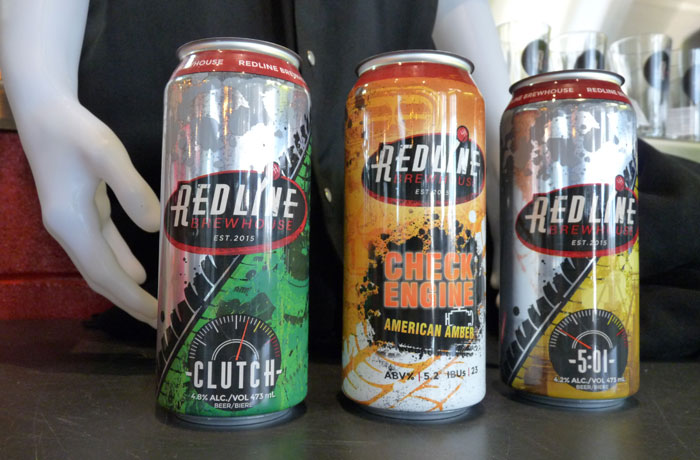 HOUSE REDLINE BREWHOUSE
REDLINE
BREWHOUSE
EST. 2015
-CLUTCH-
4.8% ALC./VOL 473 mL
BEER/BIÈRE
REDLINE
BREWHOUSE
EST. 2015
CHECK
ENGINE
AMERICAN AMBER
ABV% | 5.2 IBUs | 23
LINE BREWHOUSE REDLINE
REDLINE
BREWHOUSE
EST. 2015
-5:01-
4.2% ALC./VOL 473 mL
BEER/BIÈRE